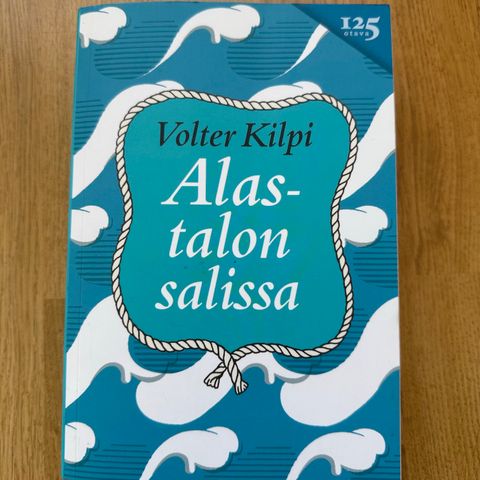 125
otava
Volter Kilpi
Alas-
talon
salissa